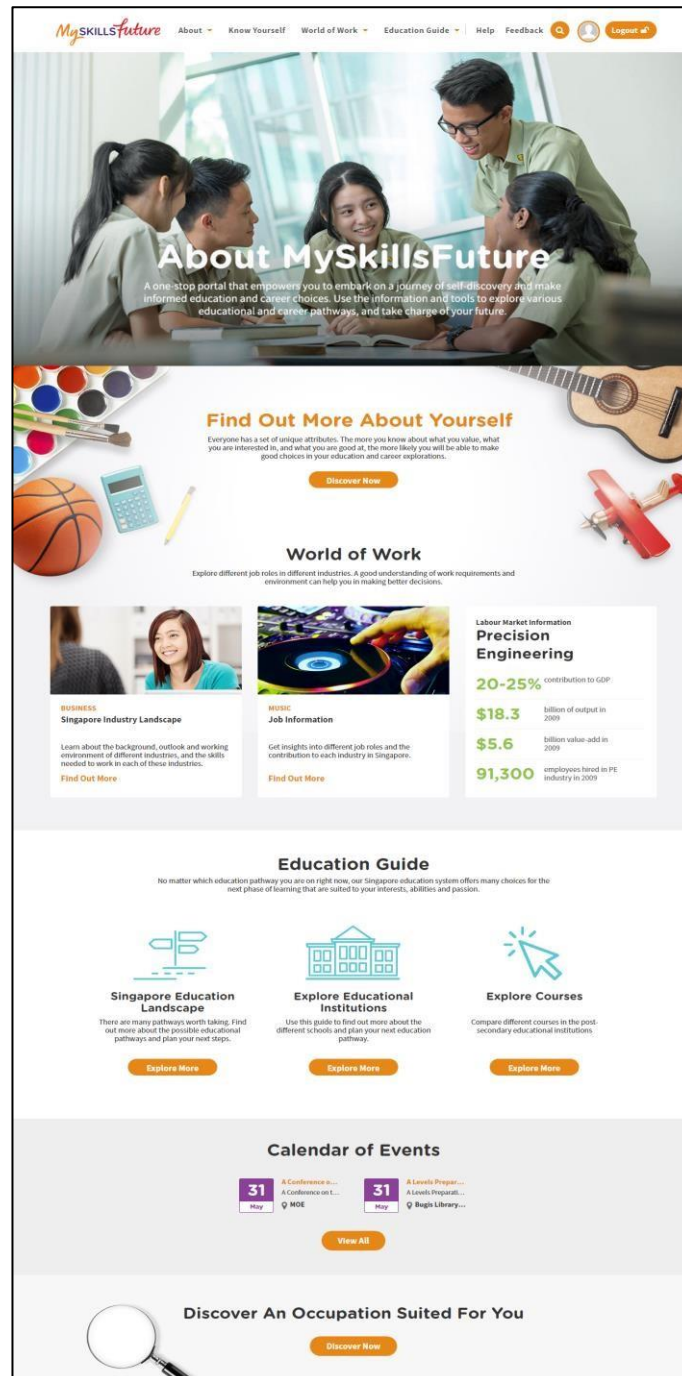 MySKILLSfuture
About
Know Yourself
World of Work
Education Guide
Help
Feedback
Logout
About MySkillsFuture
A one-stop portal that empowers you to embark on a journey of self-discovery and make
informed education and career choices. Use the information and tools to explore various
educational and career pathways, and take charge of your future.
Find Out More About Yourself
Everyone has a set of unique attributes. The more you know about what you value, what
you are interested in, and what you are good at, the more likely you will be able to make
good choices in your education and career explorations.
Discover Now
World of Work
Explore different job roles in different industries. A good understanding of work requirements and
environment can help you in making better decisions.
BUSINESS
Singapore Industry Landscape
Learn about the background, outlook and working
environment of different industries, and the skills
needed to work in each of these industries.
Find Out More
MUSIC
Job Information
Get insights into different job roles and the
contribution to each industry in Singapore.
Find Out More
Labour Market Information
Precision
Engineering
20-25% contribution to GDP
$18.3 billion of output in
2009
$5.6 billion value-add in
2009
91,300 employees hired in PE
industry in 2009
Education Guide
No matter which education pathway you are on right now, our Singapore education system offers many choices for the
next phase of learning that are suited to your interests, abilities and passion.
Singapore Education
Landscape
There are many pathways worth taking. Find
out more about the possible educational
pathways and plan your next steps.
Explore More
Explore Educational
Institutions
Use this guide to find out more about the
different schools and plan your next education
pathway.
Explore More
Explore Courses
Compare different courses in the post-
secondary educational institutions
Explore More
Calendar of Events
31
May
A Conference o...
A Conference on t...
MOE
31
May
A Levels Prepar...
A Levels Preparati...
Bugis Library...
View All
Discover An Occupation Suited For You
Discover Now